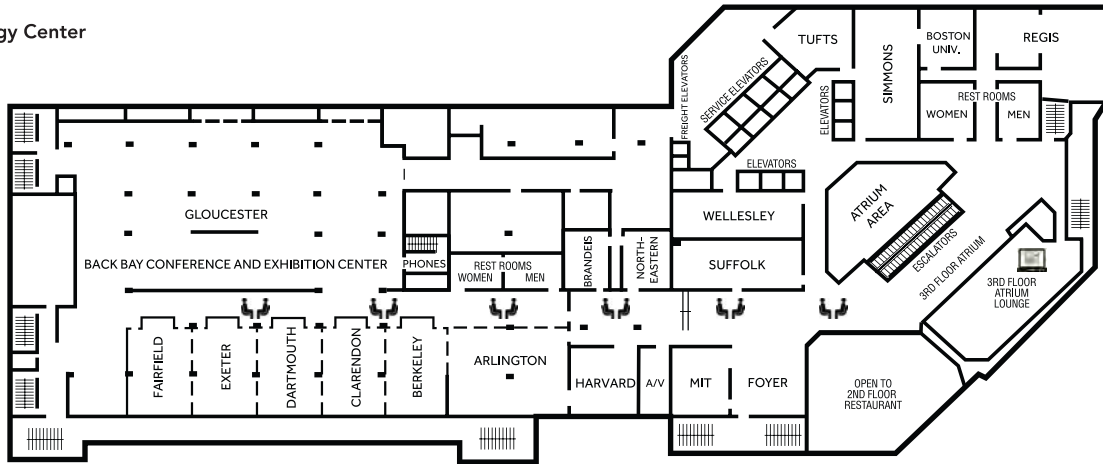 gy Center
TUFTS
SIMMONS
BOSTON
UNIV.
REGIS
FREIGHT ELEVATORS
SERVICE ELEVATORS
ELEVATORS
REST ROOMS
WOMEN
MEN
ELEVATORS
GLOUCESTER
WELLESLEY
ATRIUM
AREA
ESCALATORS
3RD FLOOR ATRIUM
BACK BAY CONFERENCE AND EXHIBITION CENTER
PHONES
REST ROOMS
WOMEN
MEN
BRANDEIS
NORTH-
EASTERN
SUFFOLK
3RD FLOOR
ATRIUM
LOUNGE
FAIRFIELD
EXETER
DARTMOUTH
CLARENDON
BERKELEY
ARLINGTON
HARVARD
A/V
MIT
FOYER
OPEN TO
2ND FLOOR
RESTAURANT